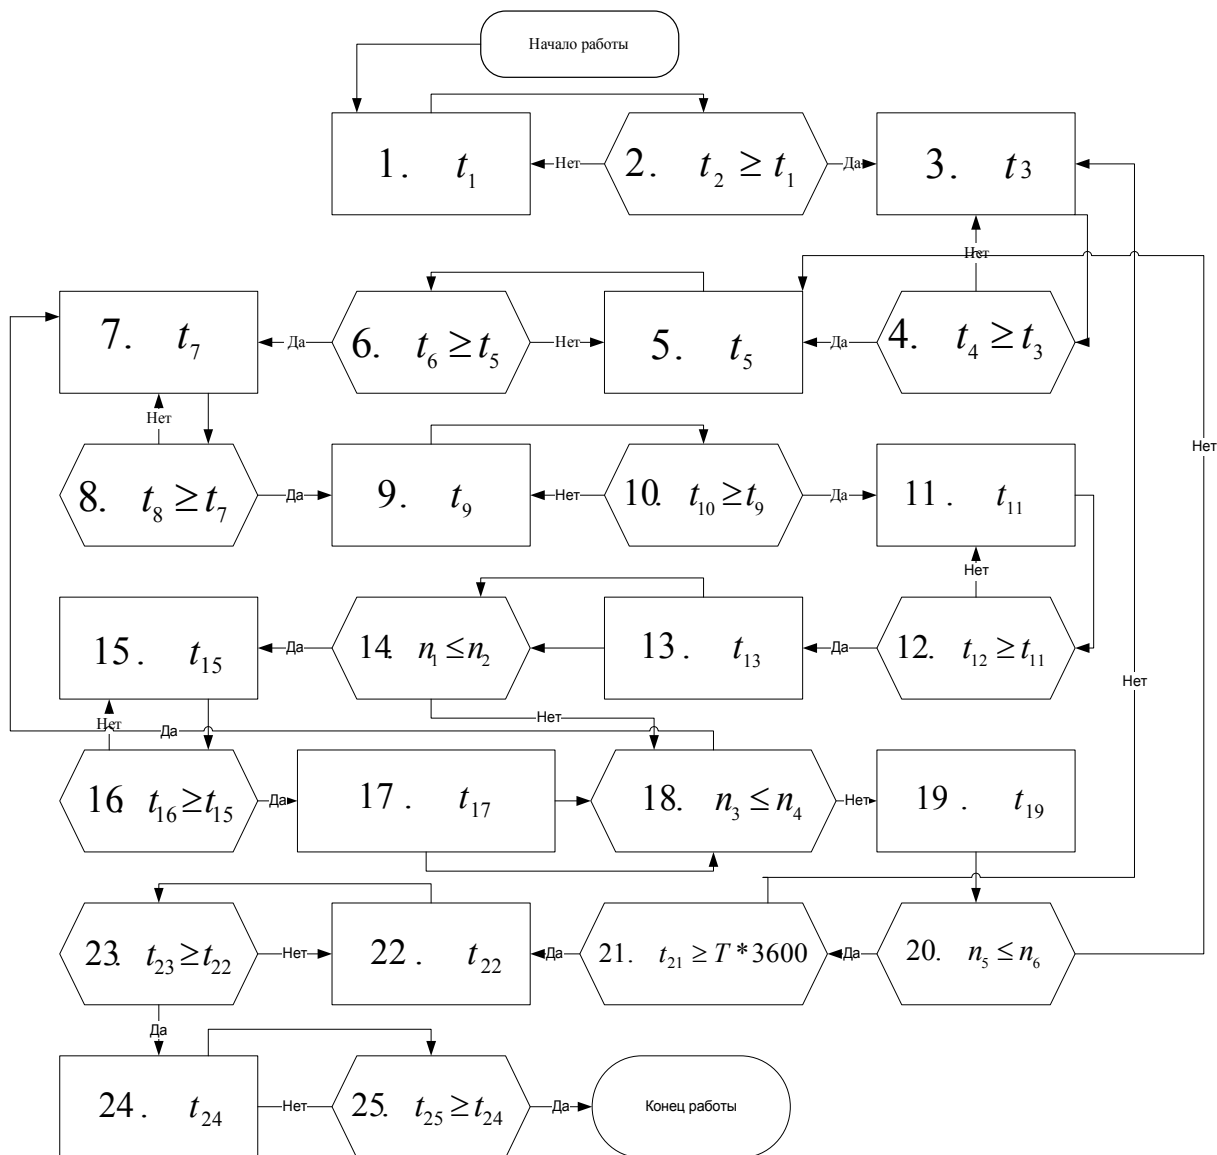 Начало работы
1. t₁
Нет
2. t₂ ≥ t₁
Да
3. t3
Нет
7. t₇
Да
6. t₆ ≥ t₅
Нет
5. t₅
Да
4. t₄ ≥ t₃
Нет
Нет
8. t₈ ≥ t₇
Да
9. t₉
Нет
10. t₁₀ ≥ t₉
Да
11. t₁₁
Нет
15. t₁₅
Да
14. n₁ ≤ n₂
13. t₁₃
Да
12. t₁₂ ≥ t₁₁
Нет
Нет
Нет
Да
16. t₁₆ ≥ t₁₅
Да
17. t₁₇
18. n₃ ≤ n₄
Нет
19. t₁₉
23. t₂₃ ≥ t₂₂
Нет
22. t₂₂
Да
21. t₂₁ ≥ T * 3600
Да
20. n₅ ≤ n₆
Да
24. t₂₄
Нет
25. t₂₅ ≥ t₂₄
Да
Конец работы